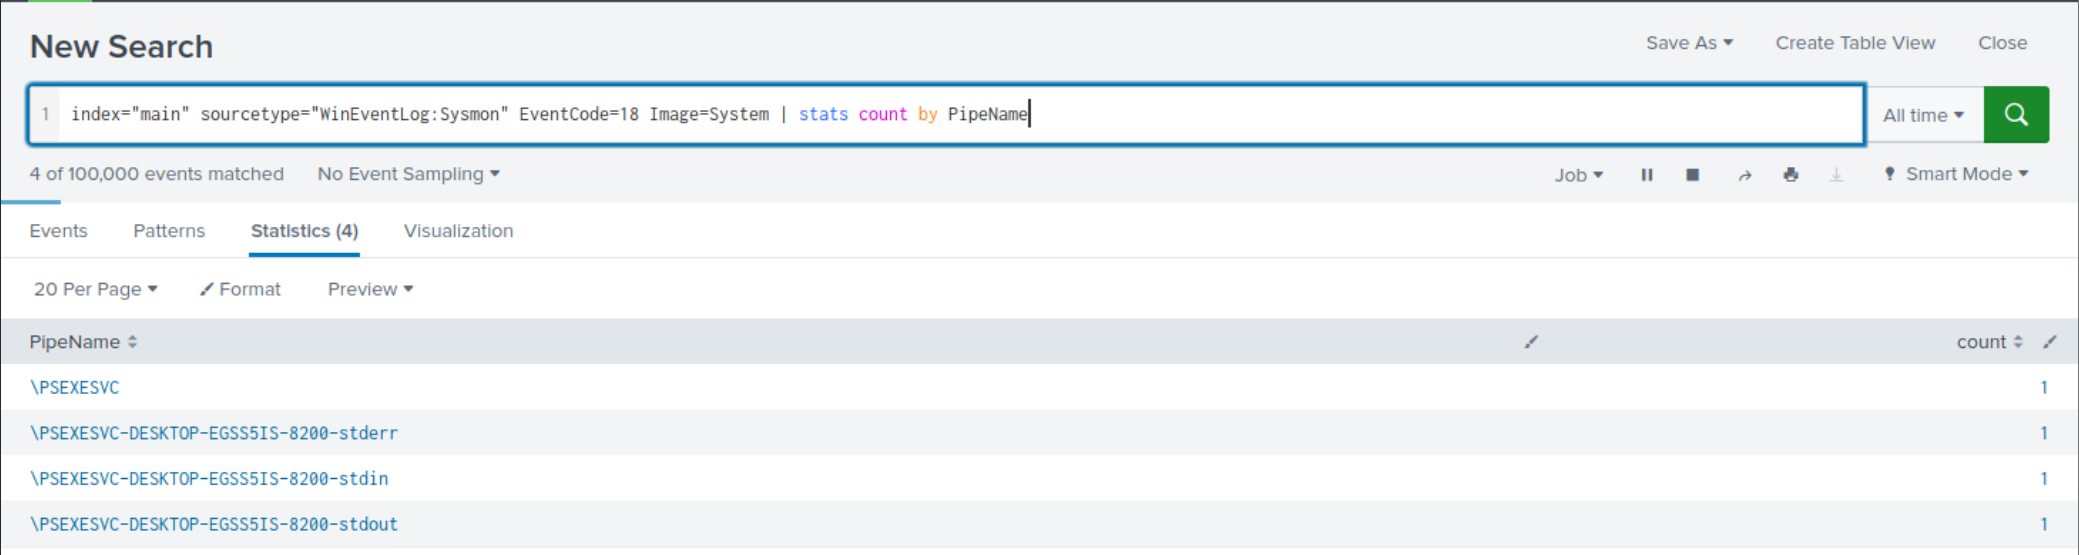 New Search
Save As Create Table View Close
1 index="main" sourcetype="WinEventLog:Sysmon" EventCode=18 Image=System | stats count by PipeName
All time
4 of 100,000 events matched No Event Sampling Job Smart Mode
Events Patterns Statistics (4) Visualization
20 Per Page Format Preview
PipeName count
\PSEXESVC 1
\PSEXESVC-DESKTOP-EGSS5IS-8200-stderr 1
\PSEXESVC-DESKTOP-EGSS5IS-8200-stdin 1
\PSEXESVC-DESKTOP-EGSS5IS-8200-stdout 1